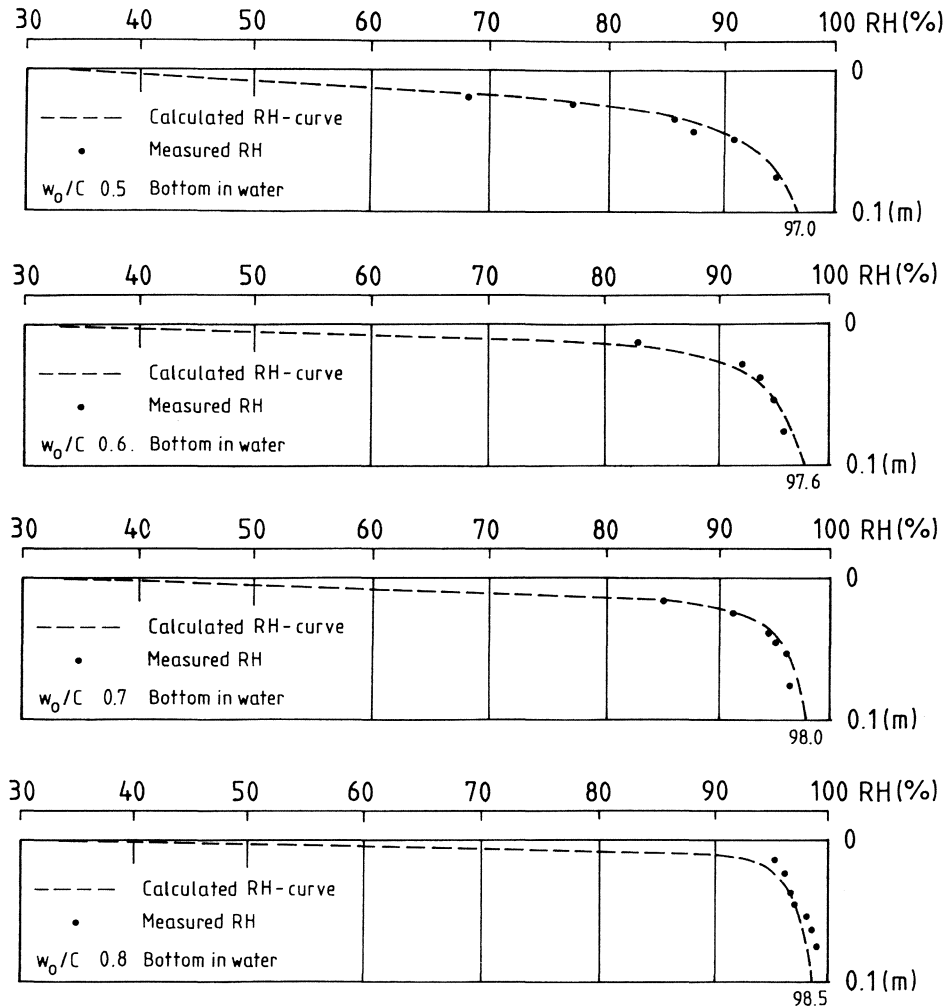 30 40 50 60 70 80 90 100 RH(%)
0
Calculated RH-curve
Measured RH
w₀/C 0.5 Bottom in water
0.1(m)
97.0
30 40 50 60 70 80 90 100 RH(%)
0
Calculated RH-curve
Measured RH
w₀/C 0.6. Bottom in water
0.1(m)
97.6
30 40 50 60 70 80 90 100 RH(%)
0
Calculated RH-curve
Measured RH
w₀/C 0.7 Bottom in water
0.1(m)
98.0
30 40 50 60 70 80 90 100 RH(%)
0
Calculated RH-curve
Measured RH
w₀/C 0.8 Bottom in water
0.1(m)
98.5